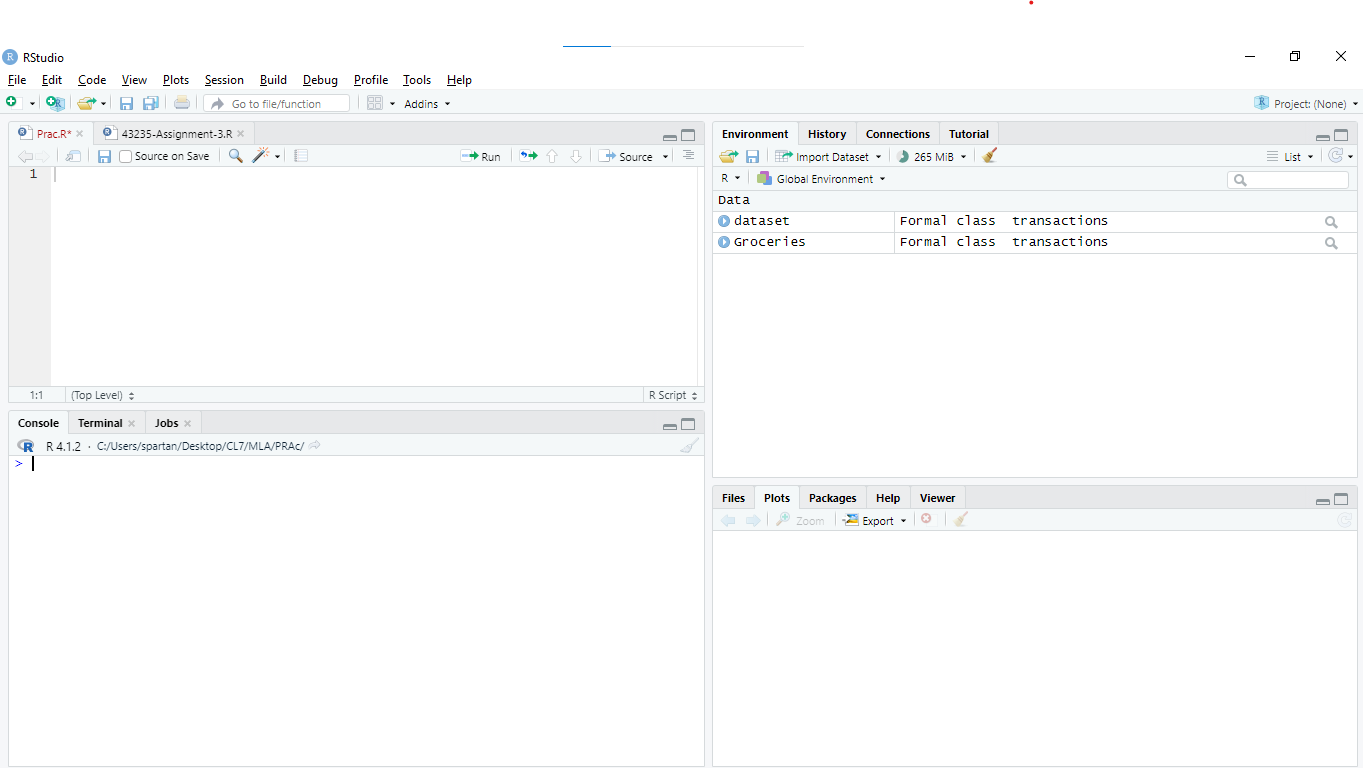 RStudio
File Edit Code View Plots Session Build Debug Profile Tools Help
Go to file/function Addins Project: (None)
Prac.R* 43235-Assignment-3.R
Source on Save Run Source
1
1:1 (Top Level) R Script
Console Terminal Jobs
R 4.1.2 · C:/Users/spartan/Desktop/CL7/MLA/PRAc/
>
Environment History Connections Tutorial
Import Dataset 265 MiB List
R Global Environment
Data
dataset Formal class transactions
Groceries Formal class transactions
Files Plots Packages Help Viewer
Zoom Export